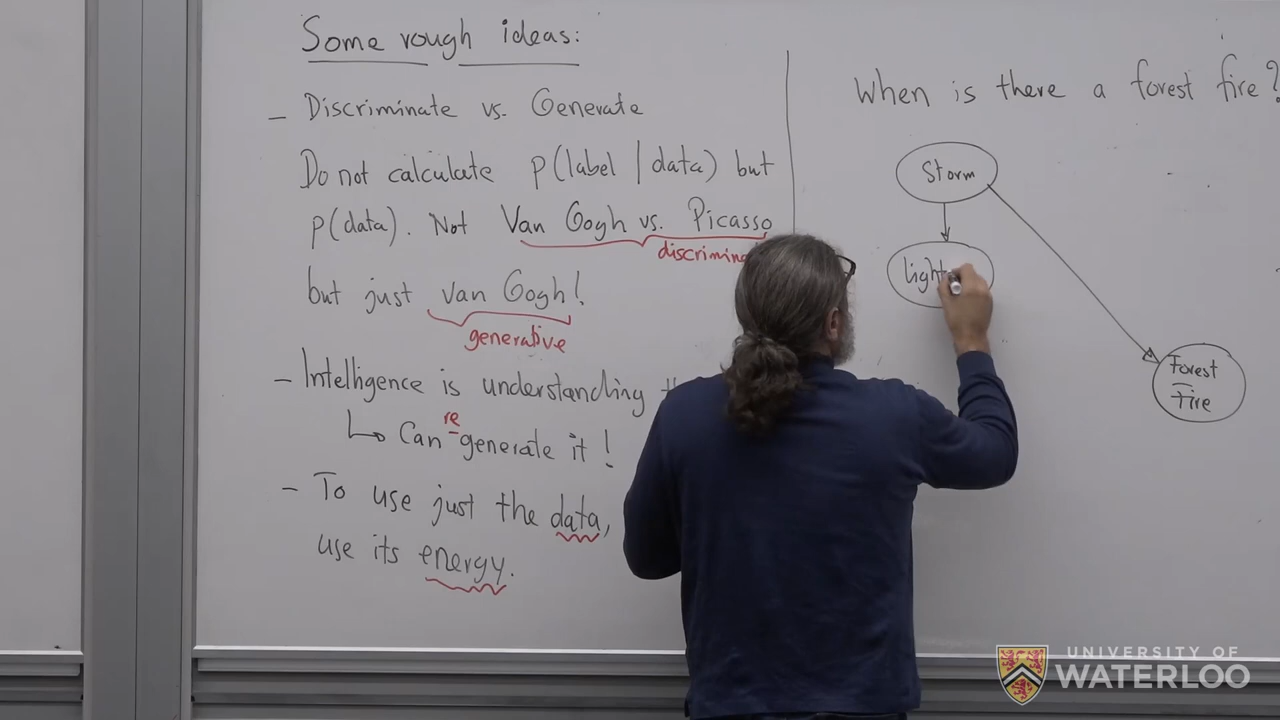 Some rough ideas:
- Discriminate vs. Generate
Do not calculate p(label | data) but
p(data). Not Van Gogh vs. Picasso
discrimin
but just Van Gogh!
generative
- Intelligence is understanding
↳ Can re-generate it!
- To use just the data,
use its energy.
When is there a forest fire?
Storm
light
Forest
Fire
UNIVERSITY OF
WATERLOO